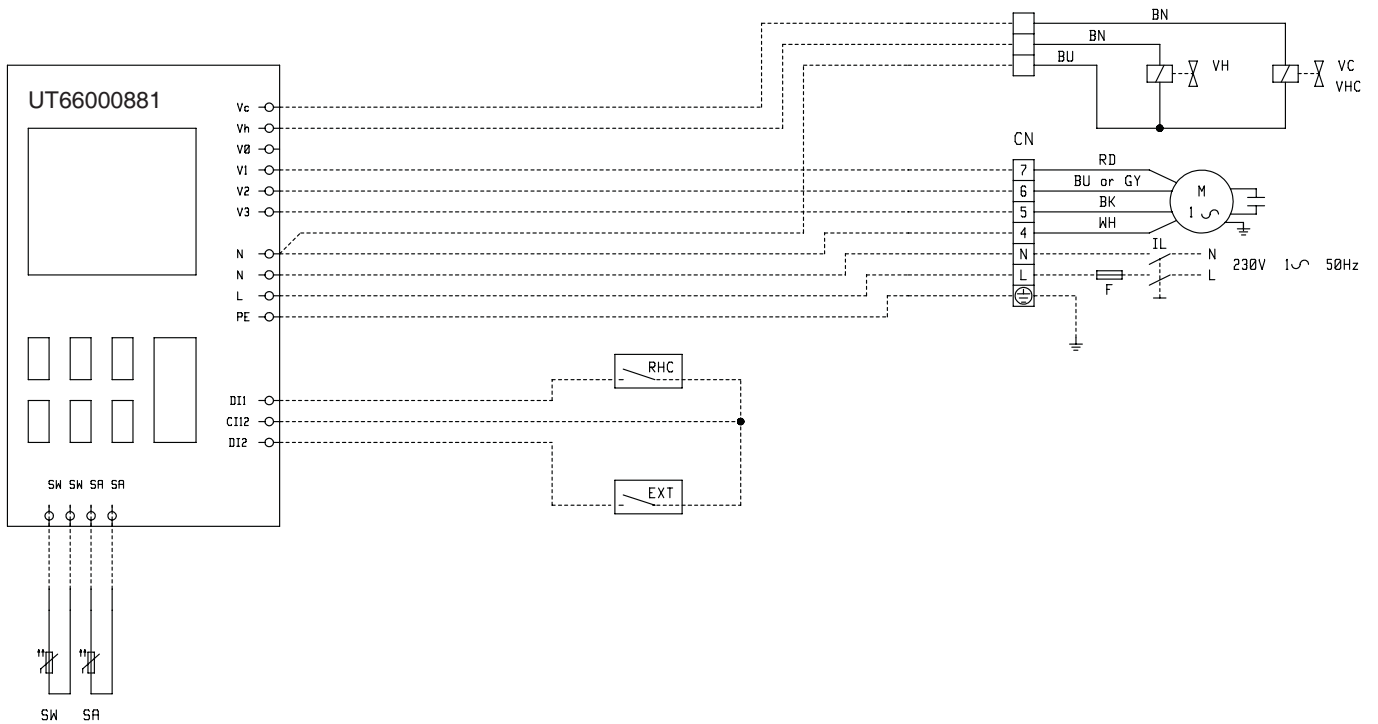 BN
BN
BU
VH
VC
VHC
UT66000881
Vc
Vh
V0
V1
V2
V3
N
N
L
PE
CN
7
6
5
4
N
L
RD
BU or GY
BK
WH
M
1
IL
F
N
L
230V 1 50Hz
RHC
EXT
DI1
CI12
DI2
SW SW SA SA
SW SA